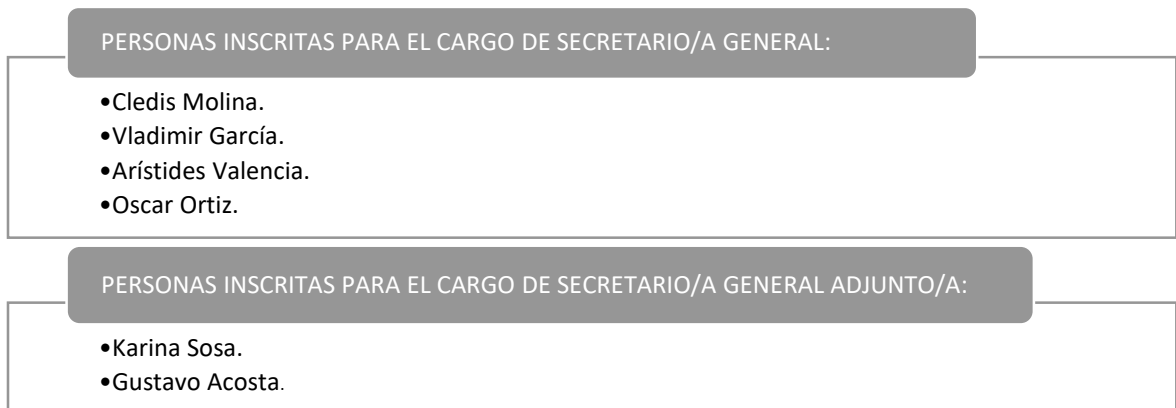 PERSONAS INSCRITAS PARA EL CARGO DE SECRETARIO/A GENERAL:
•Cledis Molina.
•Vladimir García.
•Arístides Valencia.
•Oscar Ortiz.
PERSONAS INSCRITAS PARA EL CARGO DE SECRETARIO/A GENERAL ADJUNTO/A:
•Karina Sosa.
•Gustavo Acosta.